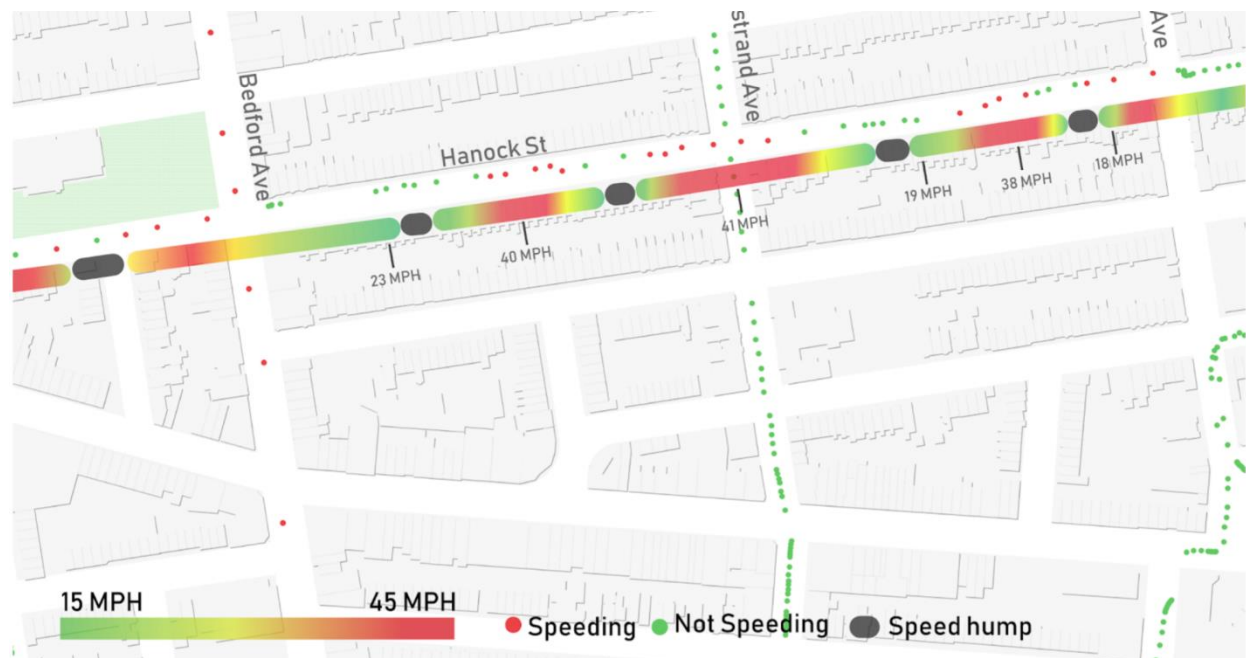 Ave
strand Ave
Bedford Ave
Hanock St
18 MPH
19 MPH
38 MPH
41 MPH
40 MPH
23 MPH
15 MPH
45 MPH
Speeding
Not Speeding
Speed hump